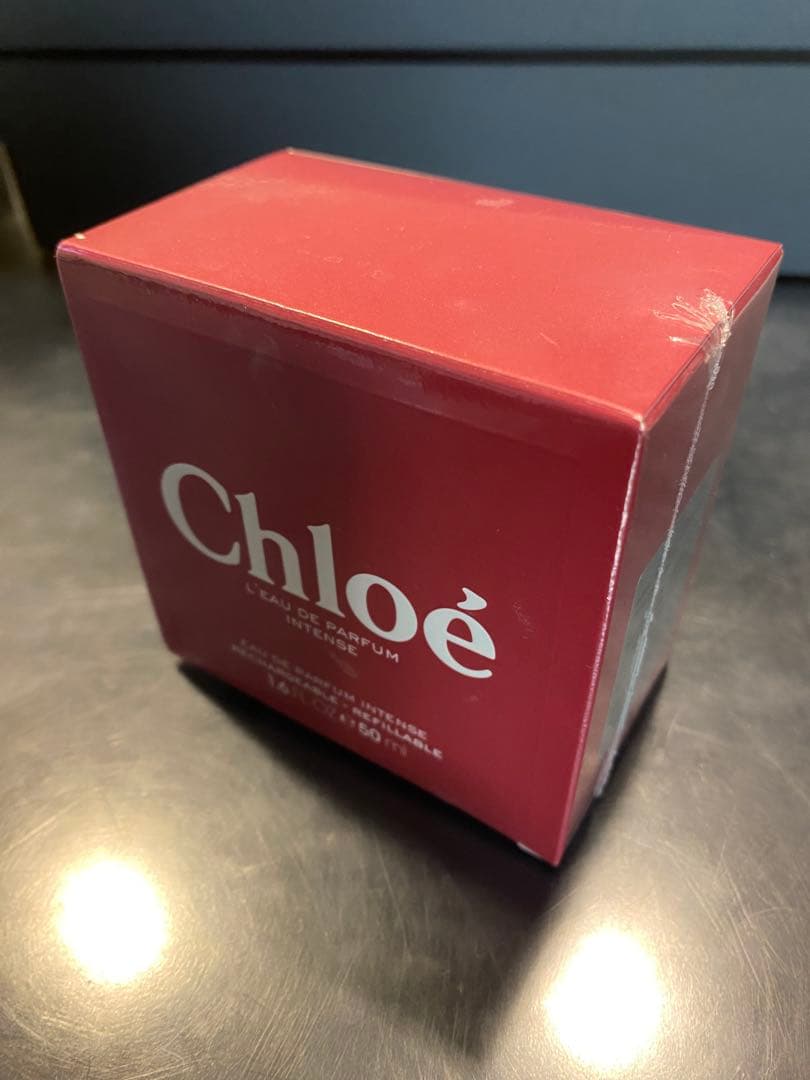 Chloé
L'EAU DE PARFUM
INTENSE
EAU DE PARFUM INTENSE
RECHARGEABLE - REFILLABLE
1.6 FL.OZ ℮ 50 ml